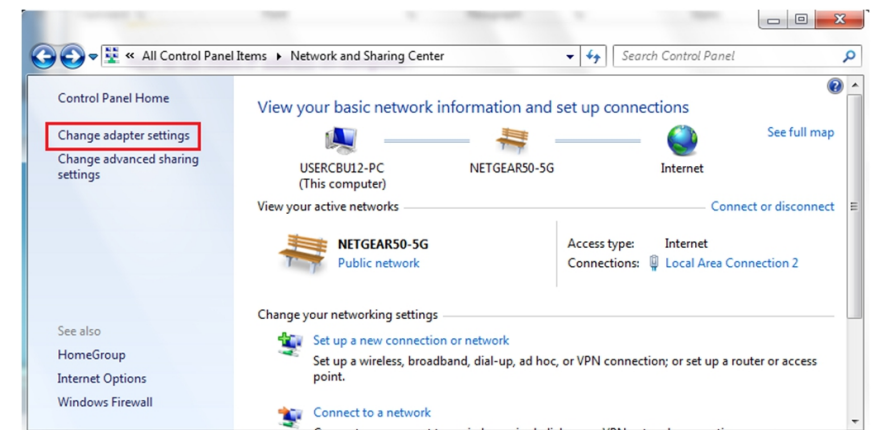 « All Control Panel Items ▸ Network and Sharing Center
Search Control Panel
Control Panel Home
Change adapter settings
Change advanced sharing
settings
See also
HomeGroup
Internet Options
Windows Firewall
View your basic network information and set up connections
See full map
USERCBU12-PC
(This computer)
NETGEAR50-5G
Internet
View your active networks
Connect or disconnect
NETGEAR50-5G
Public network
Access type: Internet
Connections: Local Area Connection 2
Change your networking settings
Set up a new connection or network
Set up a wireless, broadband, dial-up, ad hoc, or VPN connection; or set up a router or access
point.
Connect to a network